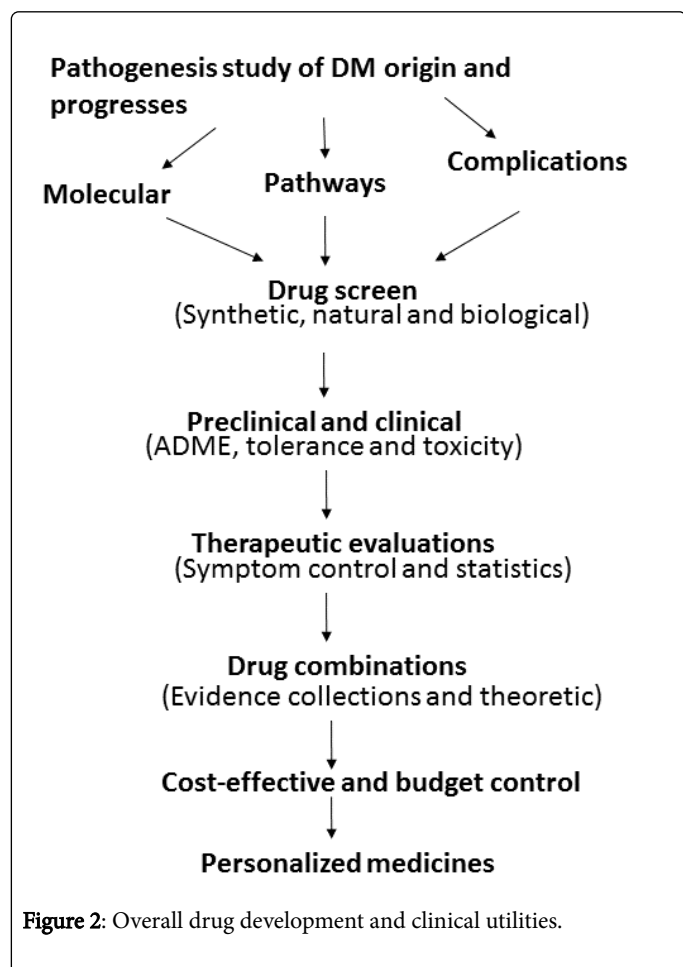 Pathogenesis study of DM origin and
progresses
Molecular
Pathways
Complications
Drug screen
(Synthetic, natural and biological)
Preclinical and clinical
(ADME, tolerance and toxicity)
Therapeutic evaluations
(Symptom control and statistics)
Drug combinations
(Evidence collections and theoretic)
Cost-effective and budget control
Personalized medicines
Figure 2: Overall drug development and clinical utilities.